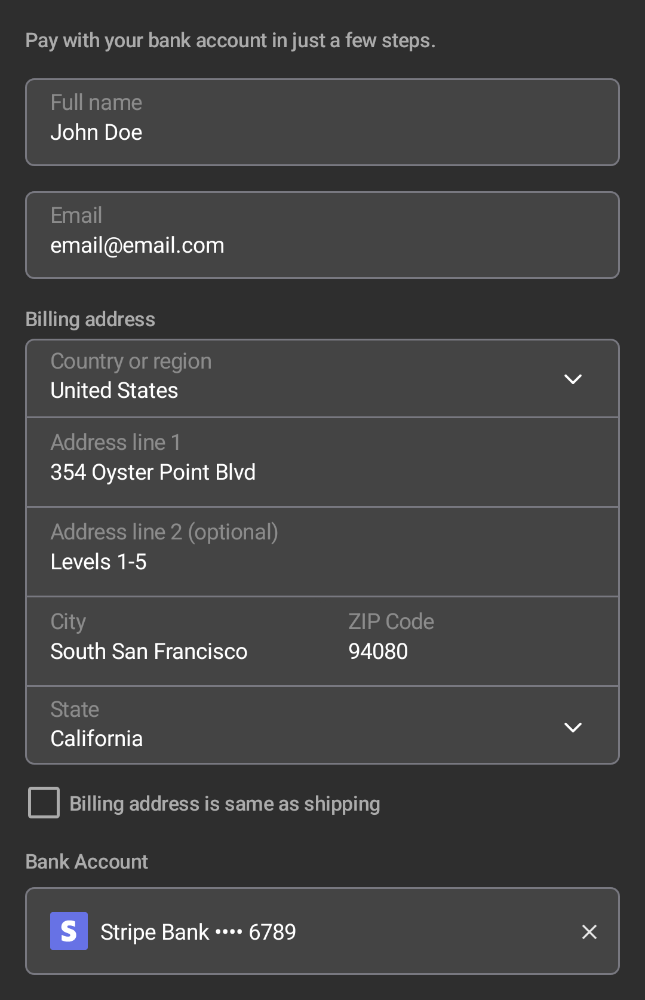 Pay with your bank account in just a few steps.
Full name
John Doe
Email
email@email.com
Billing address
Country or region
United States
Address line 1
354 Oyster Point Blvd
Address line 2 (optional)
Levels 1-5
City
South San Francisco
ZIP Code
94080
State
California
Billing address is same as shipping
Bank Account
S Stripe Bank •••• 6789